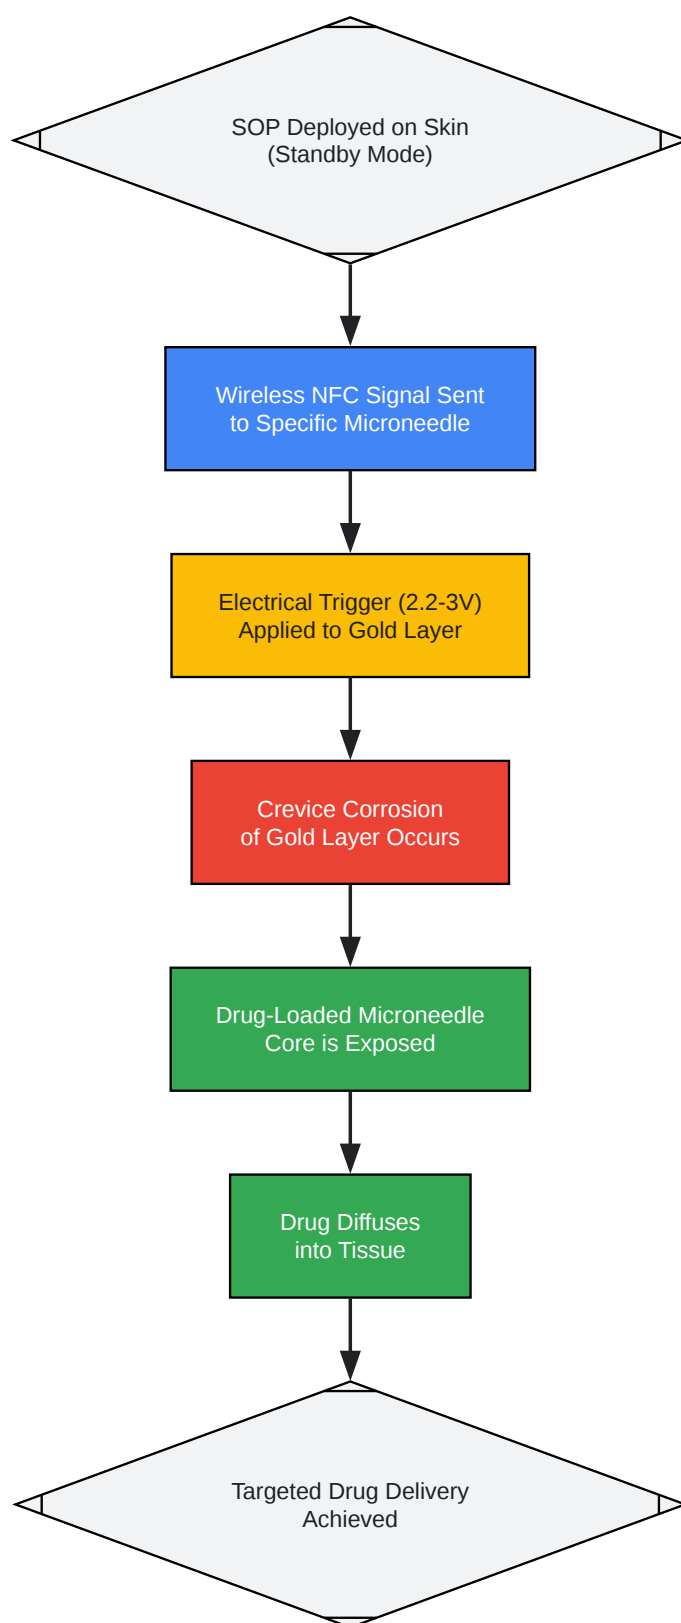 SOP Deployed on Skin
(Standby Mode)
Wireless NFC Signal Sent
to Specific Microneedle
Electrical Trigger (2.2-3V)
Applied to Gold Layer
Crevice Corrosion
of Gold Layer Occurs
Drug-Loaded Microneedle
Core is Exposed
Drug Diffuses
into Tissue
Targeted Drug Delivery
Achieved